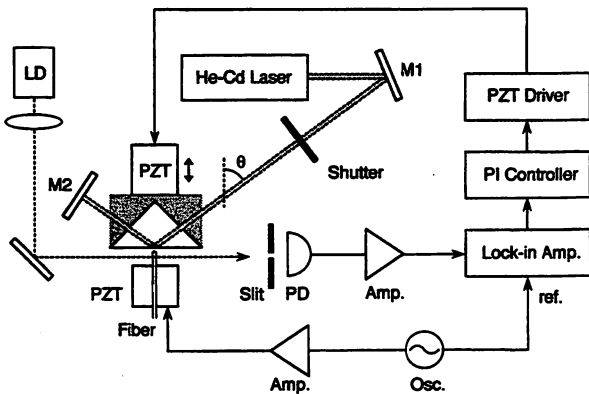 LD
He-Cd Laser
M1
PZT Driver
PZT
θ
Shutter
M2
PI Controller
Lock-in Amp.
PZT
Slit
PD
Amp.
ref.
Fiber
Amp.
Osc.